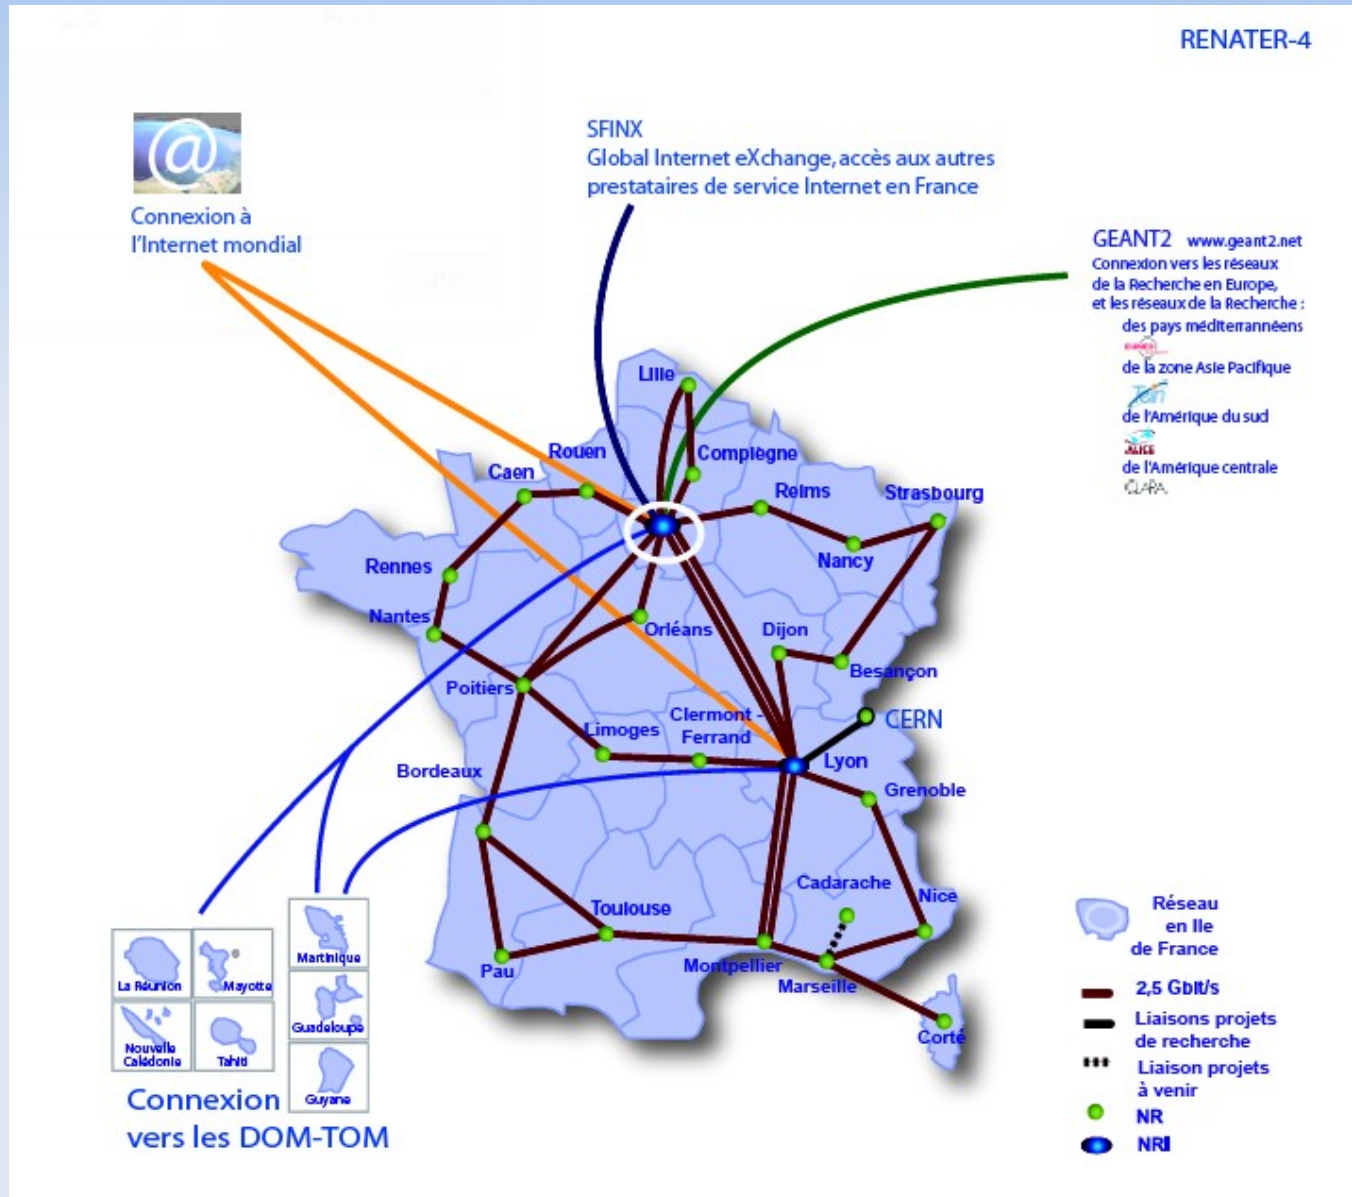 RENATER-4
@
Connexion à
l'Internet mondial
SFINX
Global Internet eXchange, accès aux autres
prestataires de service Internet en France
GEANT2 www.geant2.net
Connexion vers les réseaux
de la Recherche en Europe,
et les réseaux de la Recherche :
des pays méditerrannéens
de la zone Asie Pacifique
de l'Amérique du sud
ALICE
de l'Amérique centrale
CLARA
Lille
Rouen
Compiègne
Caen
Reims
Strasbourg
Nancy
Rennes
Nantes
Orléans
Dijon
Besançon
Poitiers
Clermont -
Ferrand
CERN
Limoges
Lyon
Bordeaux
Grenoble
Cadarache
Nice
Toulouse
Pau
Montpellier
Marseille
Corté
La Réunion
Mayotte
Nouvelle
Calédonie
Tahiti
Martinique
Guadeloupe
Guyane
Connexion
vers les DOM-TOM
Réseau
en Ile
de France
2,5 Gbit/s
Liaisons projets
de recherche
Liaison projets
à venir
NR
NRI